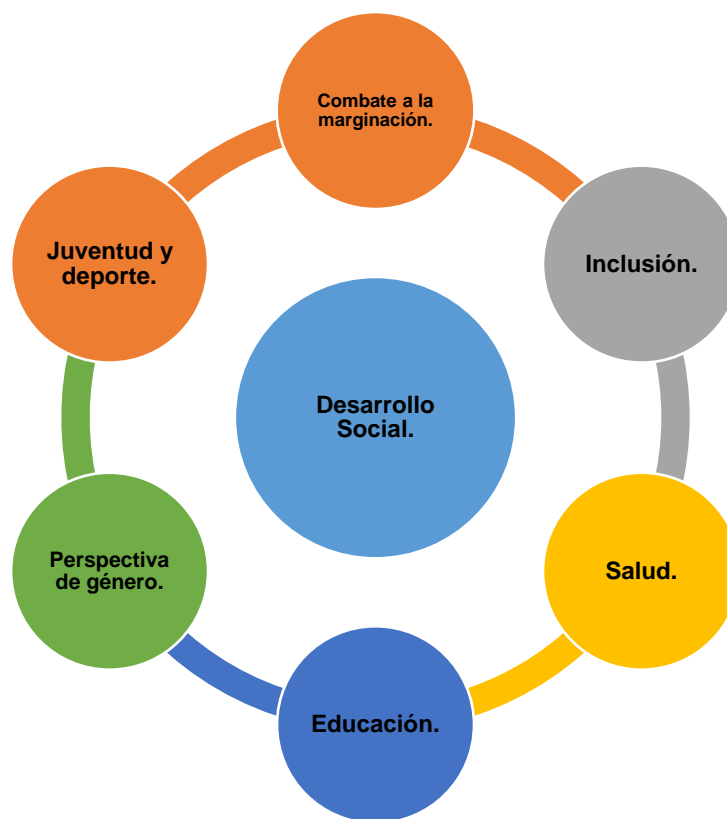 Combate a la
marginación.
Inclusión.
Salud.
Educación.
Perspectiva
de género.
Juventud y
deporte.
Desarrollo
Social.